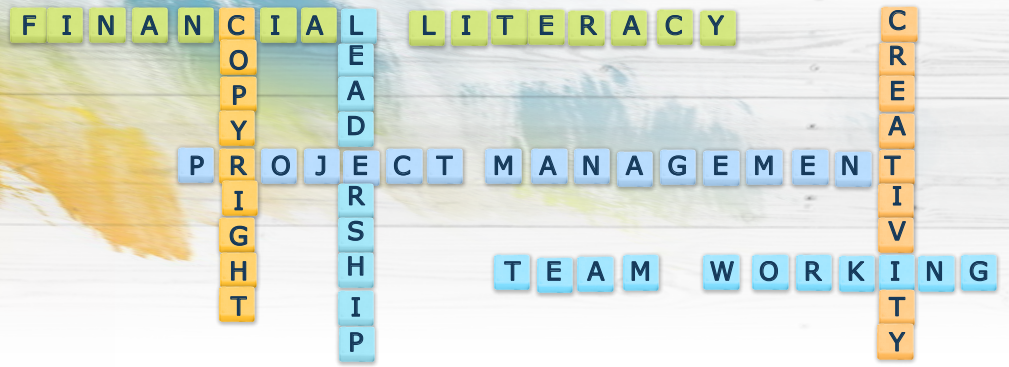 FINANCIAL LITERACY
COPYRIGHT
LEADERSHIP
CREATIVITY
PROJECT MANAGEMENT
TEAM WORKING